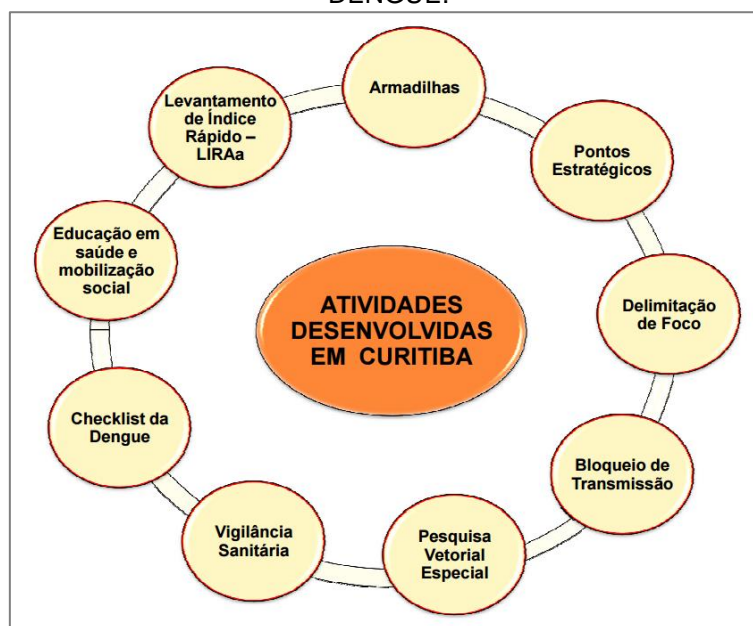 DENGUE.
Armadilhas
Levantamento
de Índice
Rápido –
LIRAa
Pontos
Estratégicos
Educação em
saúde e
mobilização
social
ATIVIDADES
DESENVOLVIDAS
EM CURITIBA
Delimitação
de Foco
Checklist da
Dengue
Bloqueio de
Transmissão
Vigilância
Sanitária
Pesquisa
Vetorial
Especial